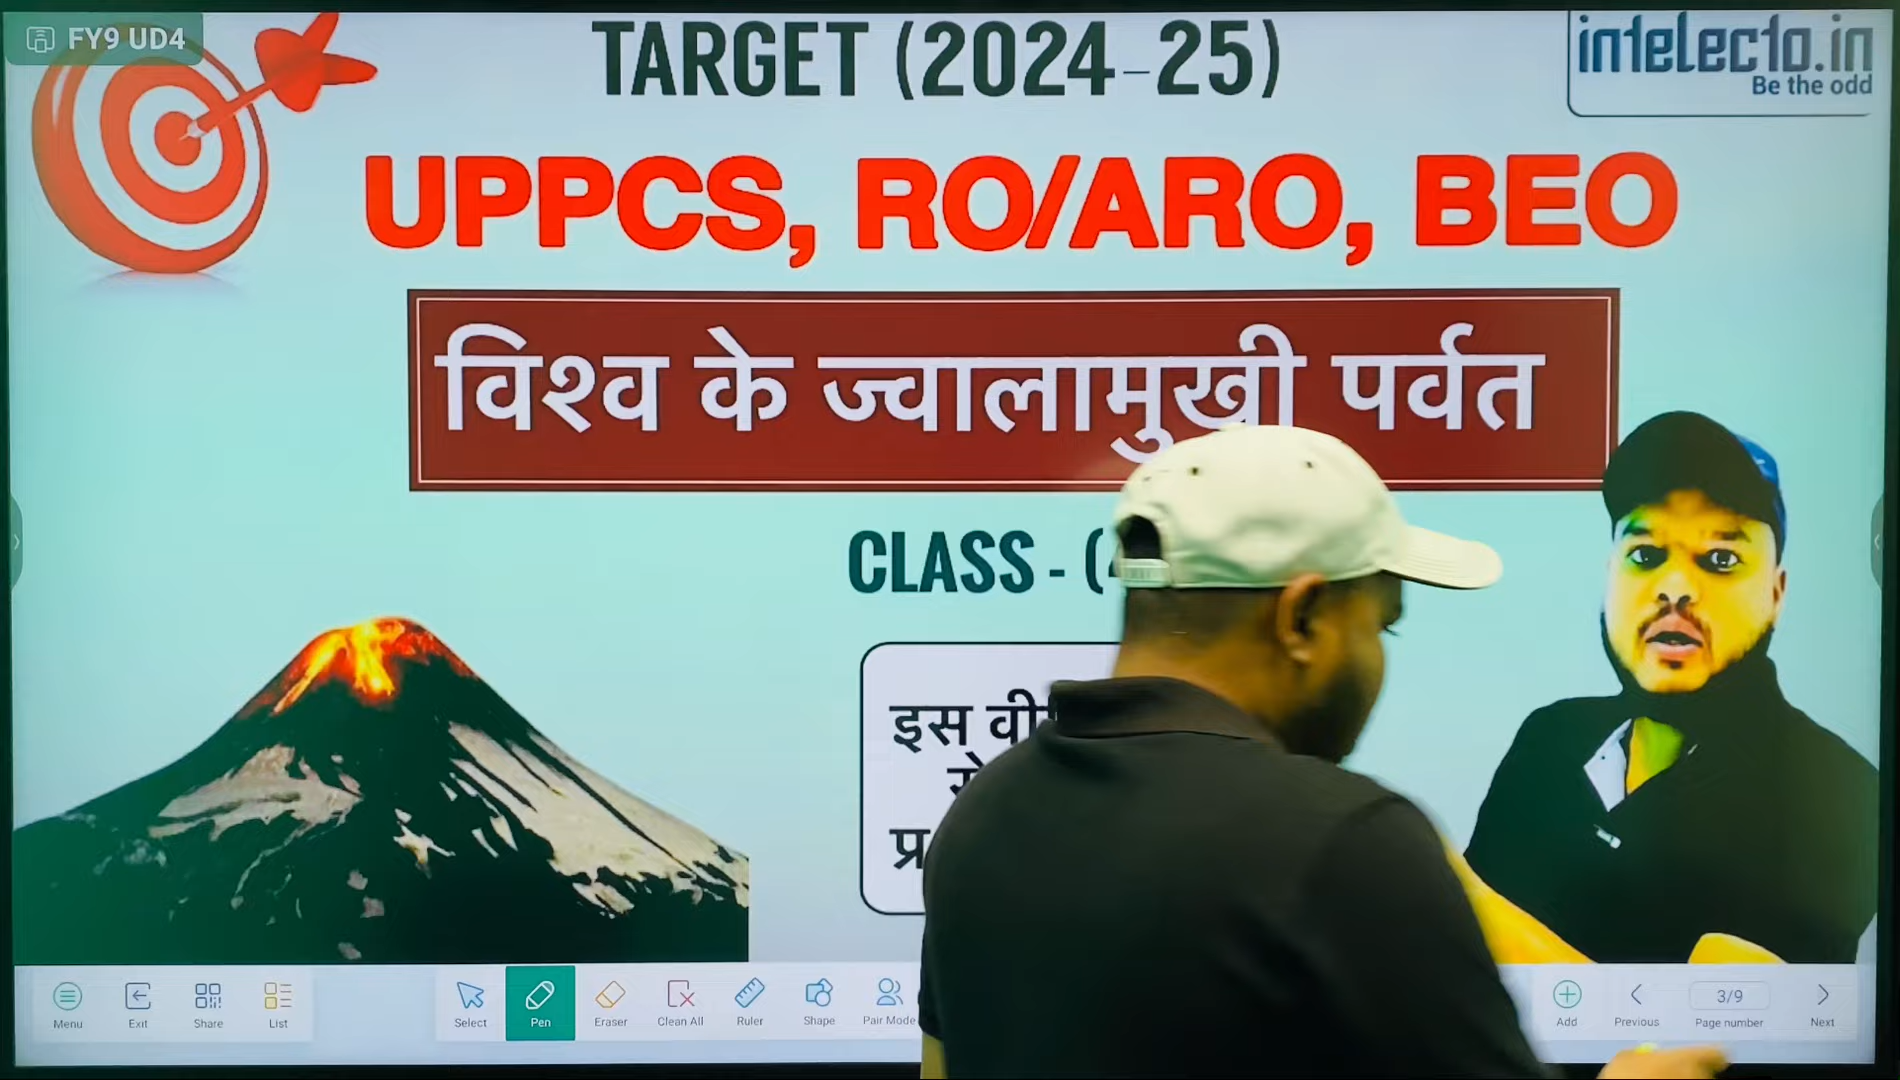 FY9 UD4
TARGET (2024-25)
intelecto.in
Be the odd
UPPCS, RO/ARO, BEO
विश्व के ज्वालामुखी पर्वत
CLASS - (
इस
Menu
Exit
Share
List
Select
Pen
Eraser
Clean All
Ruler
Shape
Pair Mode
Add
Previous
3/9
Page number
Next